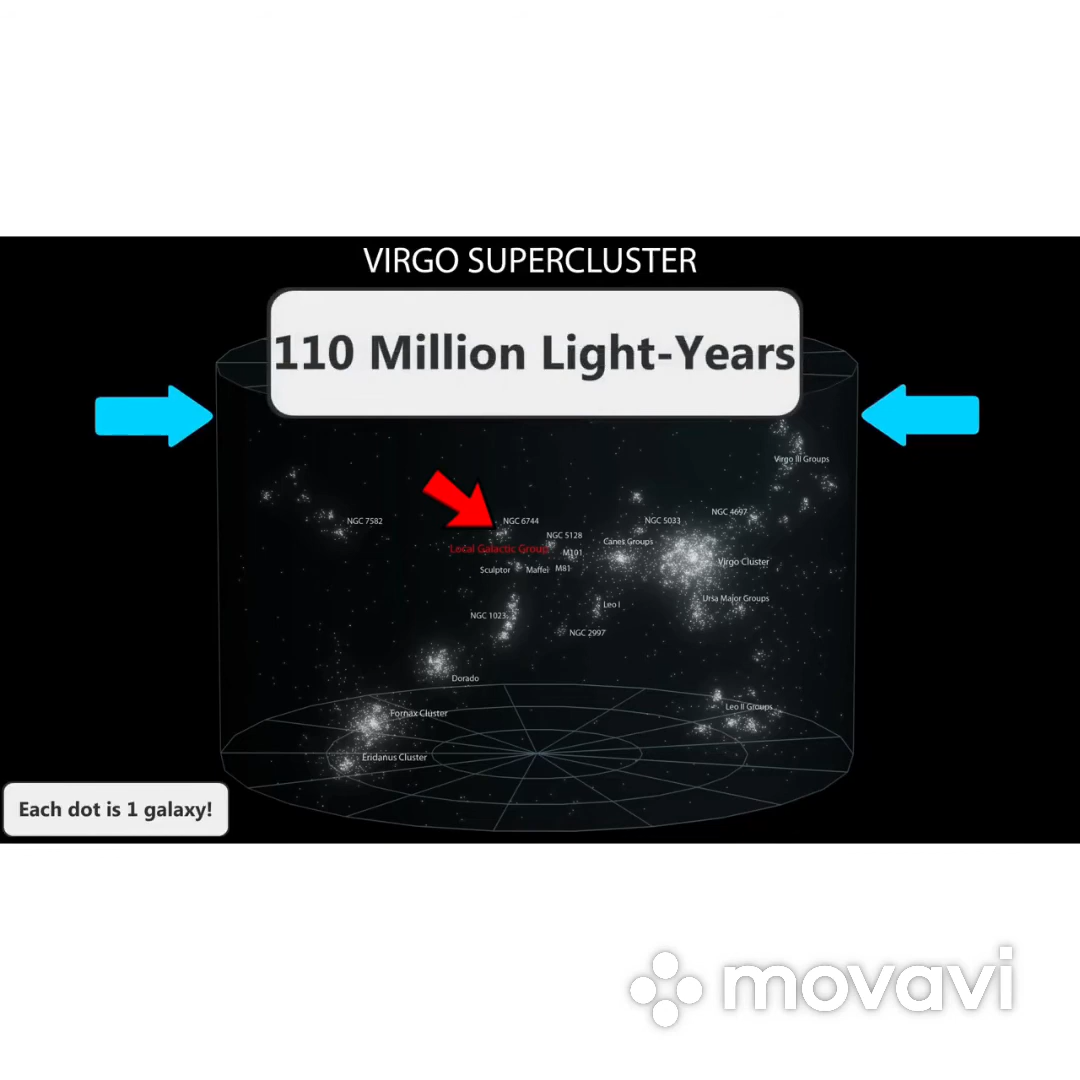 VIRGO SUPERCLUSTER
110 Million Light-Years
Virgo III Groups
NGC 7582
NGC 6744
NGC 5033
NGC 4697
NGC 5128
Canes Groups
Local Galactic Group
M101
Virgo Cluster
Sculptor
Maffei
M81
Leo I
Ursa Major Groups
NGC 1023
NGC 2997
Dorado
Leo II Groups
Fornax Cluster
Eridanus Cluster
Each dot is 1 galaxy!
movavi